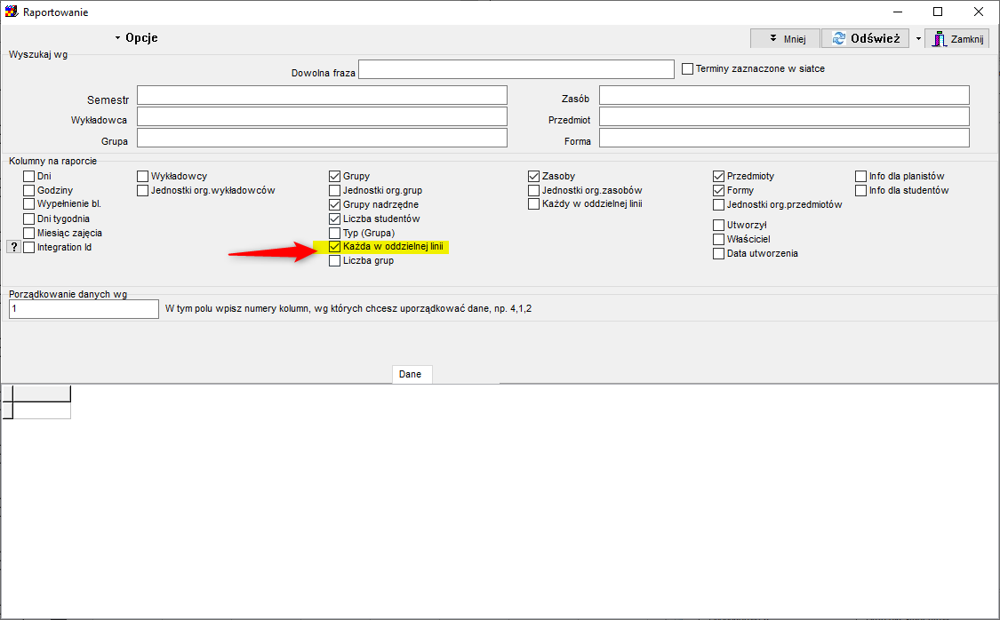 Raportowanie
Opcje
Mniej
Odśwież
Zamknij
Wyszukaj wg
Dowolna fraza
Terminy zaznaczone w siatce
Semestr
Zasób
Wykładowca
Przedmiot
Grupa
Forma
Kolumny na raporcie
Dni
Godziny
Wypełnienie bl.
Dni tygodnia
Miesiąc zajęcia
? Integration Id
Wykładowcy
Jednostki org.wykładowców
Grupy
Jednostki org.grup
Grupy nadrzędne
Liczba studentów
Typ (Grupa)
Każda w oddzielnej linii
Liczba grup
Zasoby
Jednostki org.zasobów
Każdy w oddzielnej linii
Przedmioty
Formy
Jednostki org.przedmiotów
Utworzył
Właściciel
Data utworzenia
Info dla planistów
Info dla studentów
Porządkowanie danych wg
1
W tym polu wpisz numery kolumn, wg których chcesz uporządkować dane, np. 4,1,2
Dane